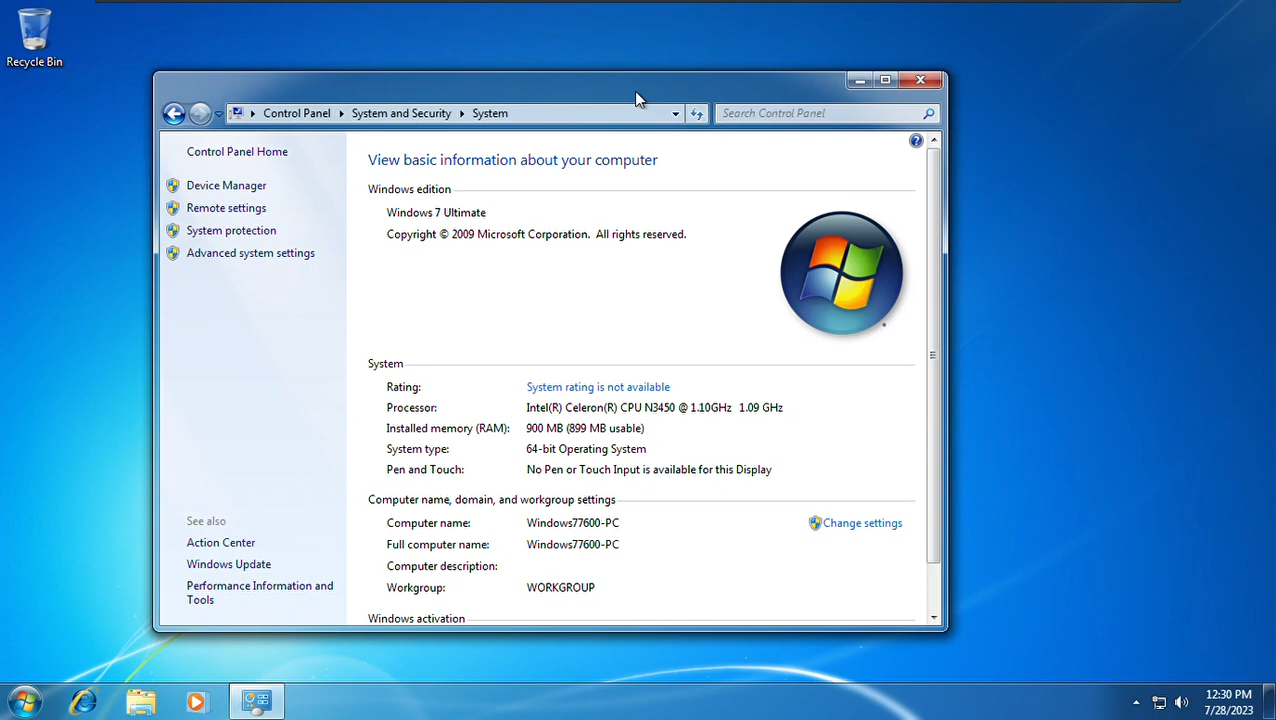 Recycle Bin
Control Panel System and Security System
Search Control Panel
Control Panel Home
Device Manager
Remote settings
System protection
Advanced system settings
See also
Action Center
Windows Update
Performance Information and
Tools
View basic information about your computer
Windows edition
Windows 7 Ultimate
Copyright © 2009 Microsoft Corporation. All rights reserved.
System
Rating: System rating is not available
Processor: Intel(R) Celeron(R) CPU N3450 @ 1.10GHz 1.09 GHz
Installed memory (RAM): 900 MB (899 MB usable)
System type: 64-bit Operating System
Pen and Touch: No Pen or Touch Input is available for this Display
Computer name, domain, and workgroup settings
Computer name: Windows77600-PC
Change settings
Full computer name: Windows77600-PC
Computer description:
Workgroup: WORKGROUP
Windows activation
12:30 PM
7/28/2023